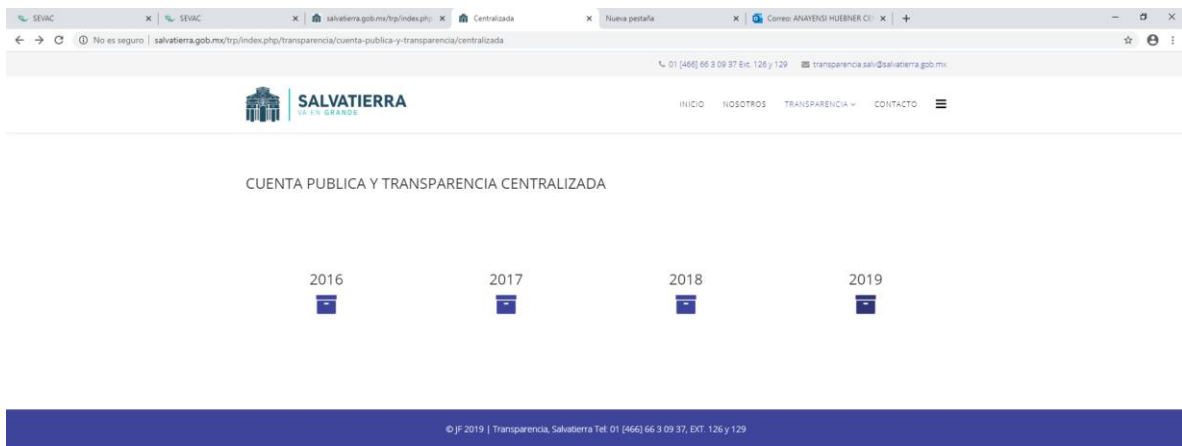 SEVAC
SEVAC
salvatierra.gob.mx/trp/index.php
Centralizada
Nueva pestaña
Correo: ANAYENSI HUEBNER CE
No es seguro | salvatierra.gob.mx/trp/index.php/transparencia/cuenta-publica-y-transparencia/centralizada
01 [466] 66 3 09 37 Ext. 126 y 129 transparencia.salv@salvatierra.gob.mx
SALVATIERRA
VA EN GRANDE
INICIO NOSOTROS TRANSPARENCIA CONTACTO
CUENTA PUBLICA Y TRANSPARENCIA CENTRALIZADA
2016 2017 2018 2019
© JF 2019 | Transparencia, Salvatierra Tel: 01 [466] 66 3 09 37, EXT. 126 y 129